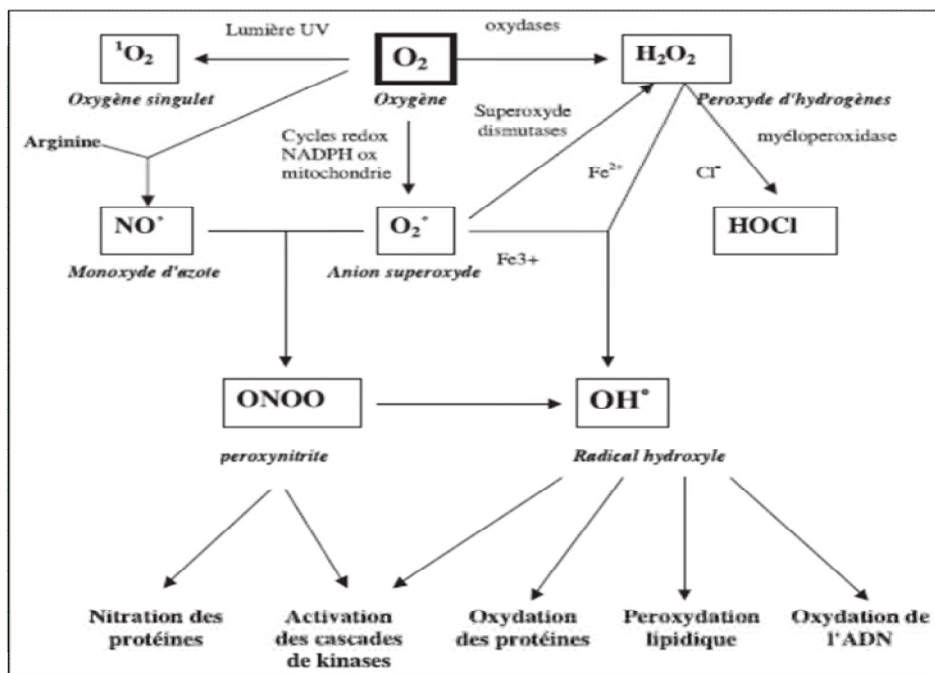 Lumière UV
oxydases
¹O₂
O₂
H₂O₂
Oxygène singulet
Oxygène
Peroxyde d'hydrogènes
Arginine
Cycles redox
NADPH ox
mitochondrie
Superoxyde
dismutases
myéloperoxidase
Fe²⁺
Cl⁻
NO°
O₂°
HOCl
Monoxyde d'azote
Anion superoxyde
Fe3+
ONOO
OH°
peroxynitrite
Radical hydroxyle
Nitration des
protéines
Activation
des cascades
de kinases
Oxydation
des protéines
Peroxydation
lipidique
Oxydation de
l'ADN